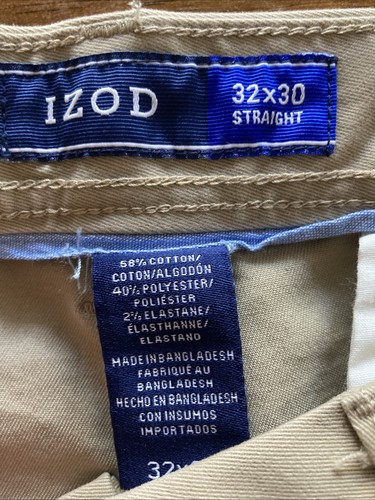 IZOD
32x30
STRAIGHT
58% COTTON/
COTON/ALGODÓN
40% POLYESTER/
POLIÉSTER
2% ELASTANE/
ÉLASTHANNE/
ELASTANO
MADE IN BANGLADESH
FABRIQUÉ AU
BANGLADESH
HECHO EN BANGLADESH
CON INSUMOS
IMPORTADOS